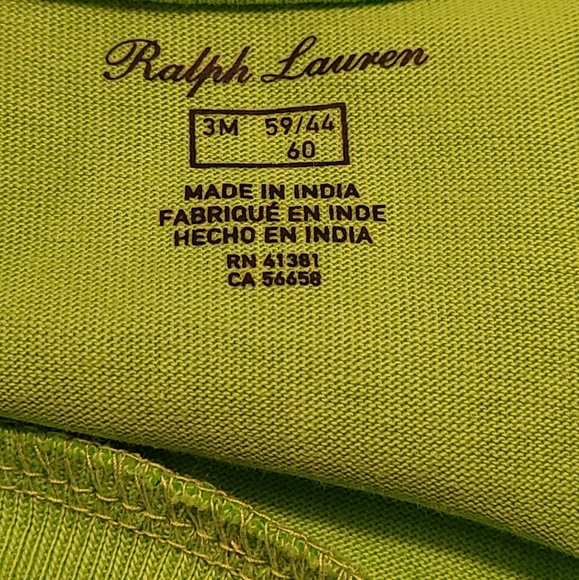 Ralph Lauren
3M 59/44
60
MADE IN INDIA
FABRIQUÉ EN INDE
HECHO EN INDIA
RN 41381
CA 56658